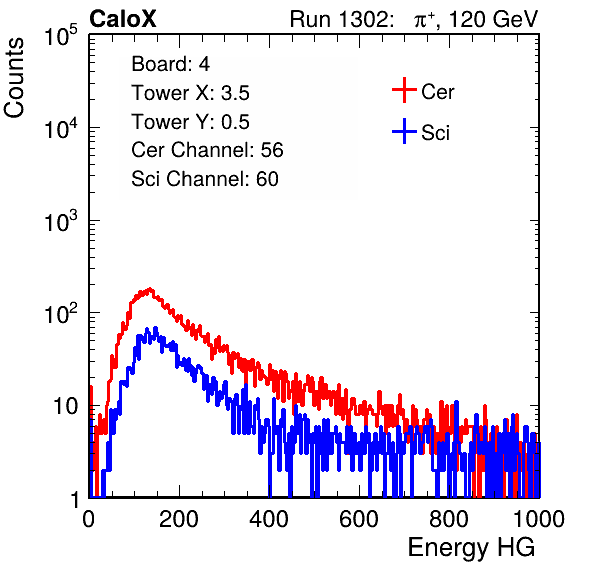 CaloX Run 1302: π⁺, 120 GeV
Counts
10⁵
10⁴
10³
10²
10
1
Board: 4
Tower X: 3.5
Tower Y: 0.5
Cer Channel: 56
Sci Channel: 60
Cer
Sci
0 200 400 600 800 1000
Energy HG